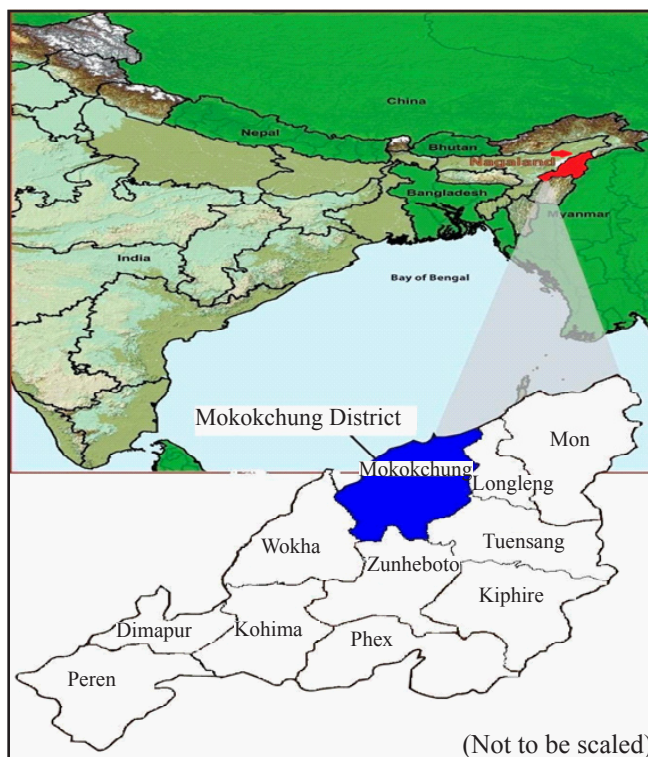 China
Nepal
Bhutan
Nagaland
Bangladesh
Myanmar
India
Bay of Bengal
Mokokchung District
Mon
Mokokchung
Longleng
Wokha
Tuensang
Zunheboto
Kiphire
Dimapur
Kohima
Phex
Peren
(Not to be scaled)